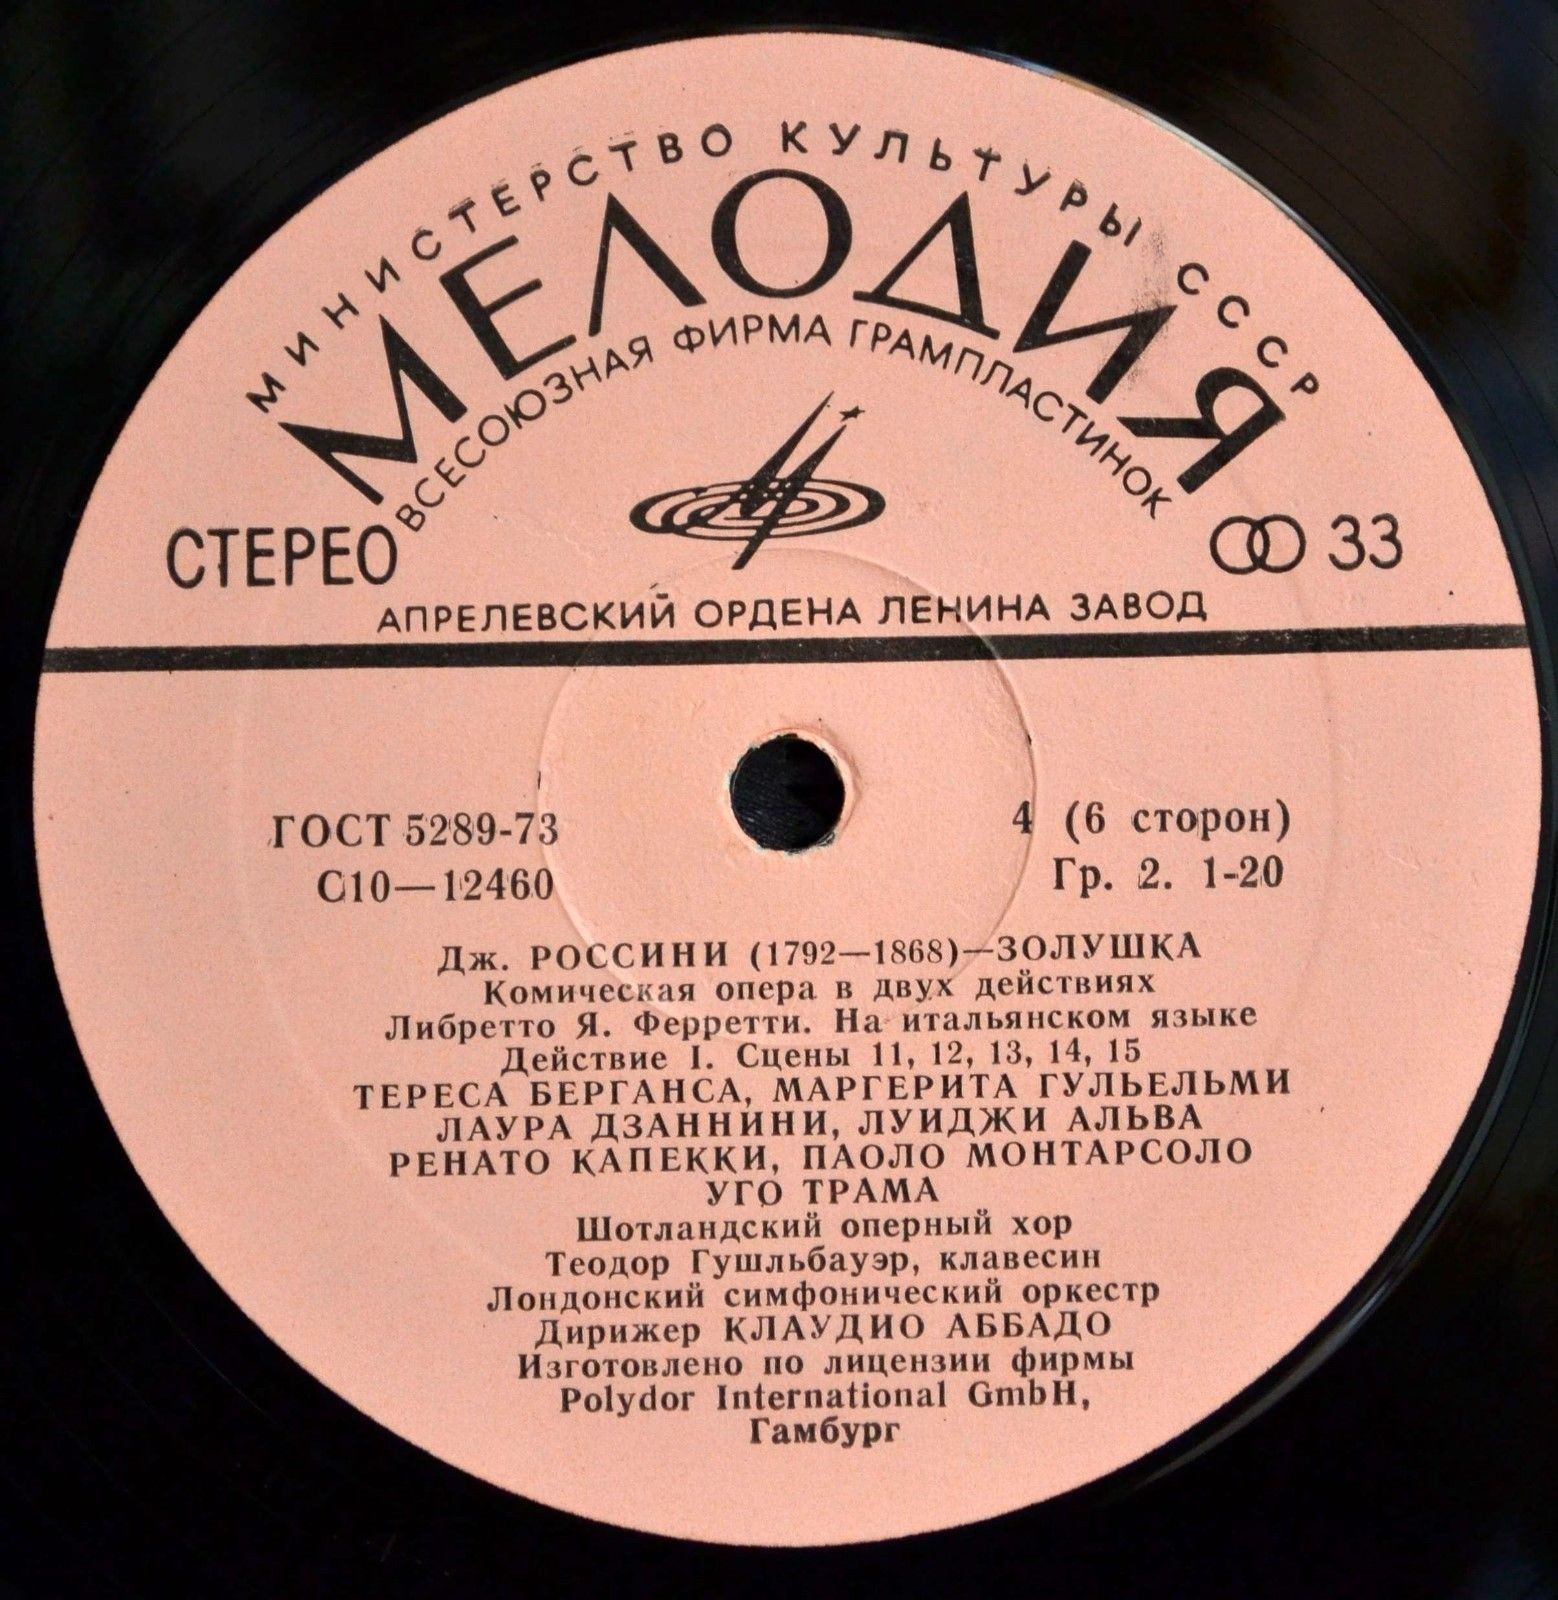 МИНИСТЕРСТВО КУЛЬТУРЫ СССР
МЕЛОДИЯ
ВСЕСОЮЗНАЯ ФИРМА ГРАМПЛАСТИНОК
СТЕРЕО
33
АПРЕЛЕВСКИЙ ОРДЕНА ЛЕНИНА ЗАВОД
ГОСТ 5289-73
4 (6 сторон)
С10—12460
Гр. 2. 1-20
Дж. РОССИНИ (1792—1868)—ЗОЛУШКА
Комическая опера в двух действиях
Либретто Я. Ферретти. На итальянском языке
Действие I. Сцены 11, 12, 13, 14, 15
ТЕРЕСА БЕРГАНСА, МАРГЕРИТА ГУЛЬЕЛЬМИ
ЛАУРА ДЗАННИНИ, ЛУИДЖИ АЛЬВА
РЕНАТО КАПЕККИ, ПАОЛО МОНТАРСОЛО
УГО ТРАМА
Шотландский оперный хор
Теодор Гушльбауэр, клавесин
Лондонский симфонический оркестр
Дирижер КЛАУДИО АББАДО
Изготовлено по лицензии фирмы
Polydor International GmbH,
Гамбург